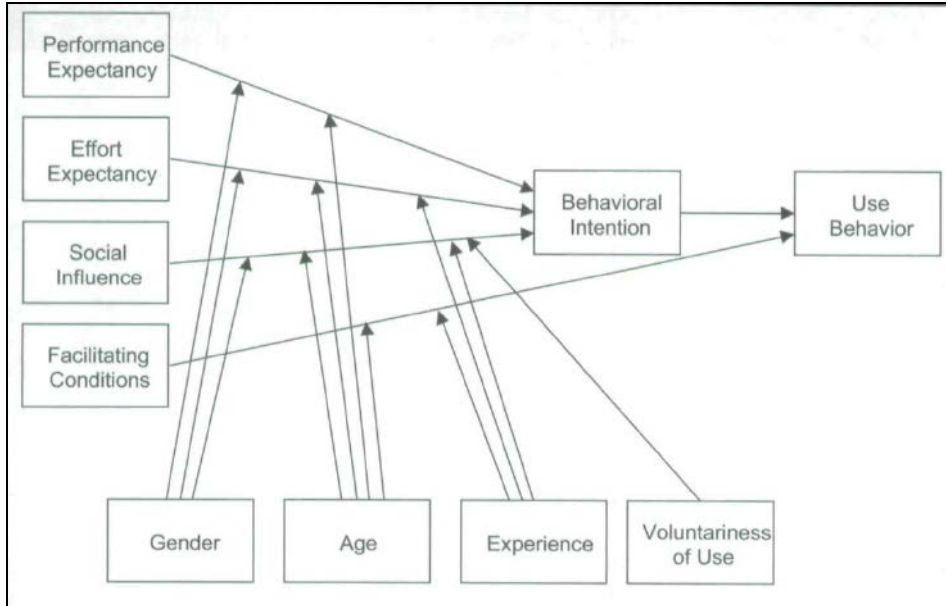 Performance
Expectancy
Effort
Expectancy
Social
Influence
Facilitating
Conditions
Behavioral
Intention
Use
Behavior
Gender
Age
Experience
Voluntariness
of Use